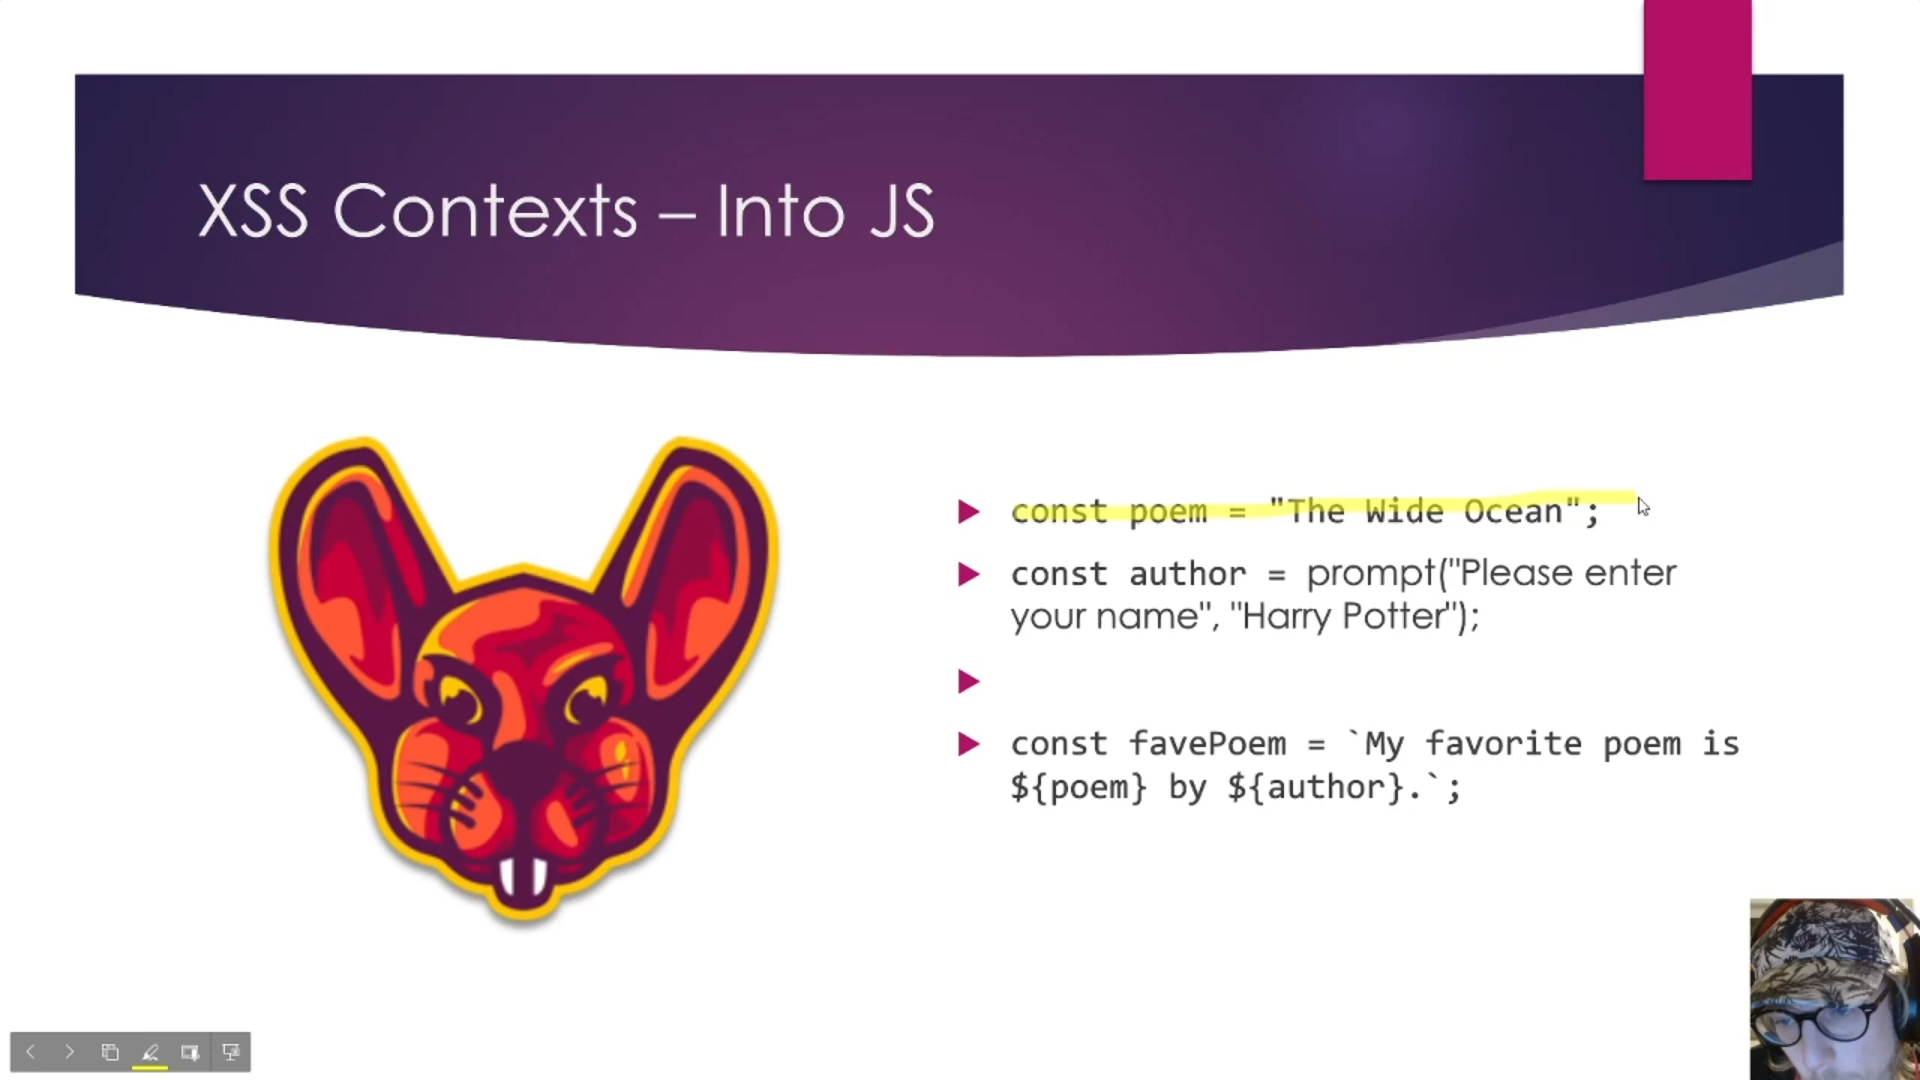 XSS Contexts – Into JS
const poem = "The Wide Ocean";
const author = prompt("Please enter
your name", "Harry Potter");
const favePoem = `My favorite poem is
${poem} by ${author}.`;